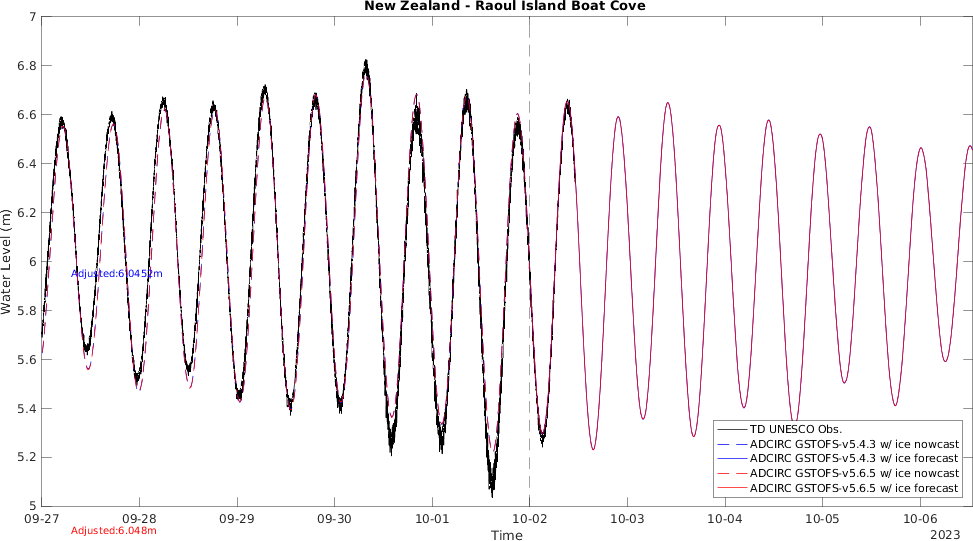 New Zealand - Raoul Island Boat Cove
7
6.8
6.6
6.4
6.2
6
5.8
5.6
5.4
5.2
5
Water Level (m)
Adjusted:6.0452m
TD UNESCO Obs.
ADCIRC GSTOFS-v5.4.3 w/ ice nowcast
ADCIRC GSTOFS-v5.4.3 w/ ice forecast
ADCIRC GSTOFS-v5.6.5 w/ ice nowcast
ADCIRC GSTOFS-v5.6.5 w/ ice forecast
09-27 09-28 09-29 09-30 10-01 10-02 10-03 10-04 10-05 10-06
Adjusted:6.048m
Time
2023